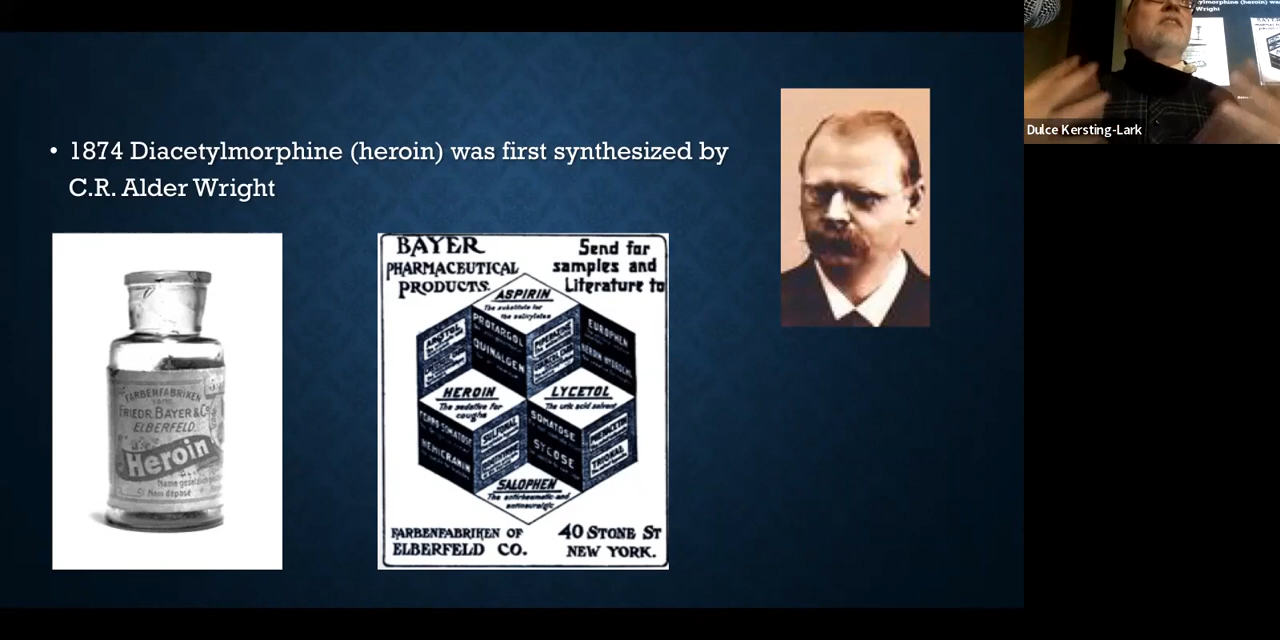 • 1874 Diacetylmorphine (heroin) was first synthesized by
C.R. Alder Wright
FARBENFABRIKEN
FRIEDR. BAYER & Co.
ELBERFELD.
Heroin
BAYER
PHARMACEUTICAL
PRODUCTS.
Send for
samples and
Literature to
ASPIRIN
The substitute for
the salicylates
PROTARGOL
QUINALGEN
EUROPHEN
HEROIN
The sedative for
coughs
LYCETOL
The uric acid solvent
HEMICRANIN
SULFONAL
SOMATOSE
SYCOSE
TRIONAL
SALOPHEN
The antirheumatic and
antineuralgic
FARBENFABRIKEN OF
ELBERFELD CO.
40 STONE ST
NEW YORK.
Dulce Kersting-Lark